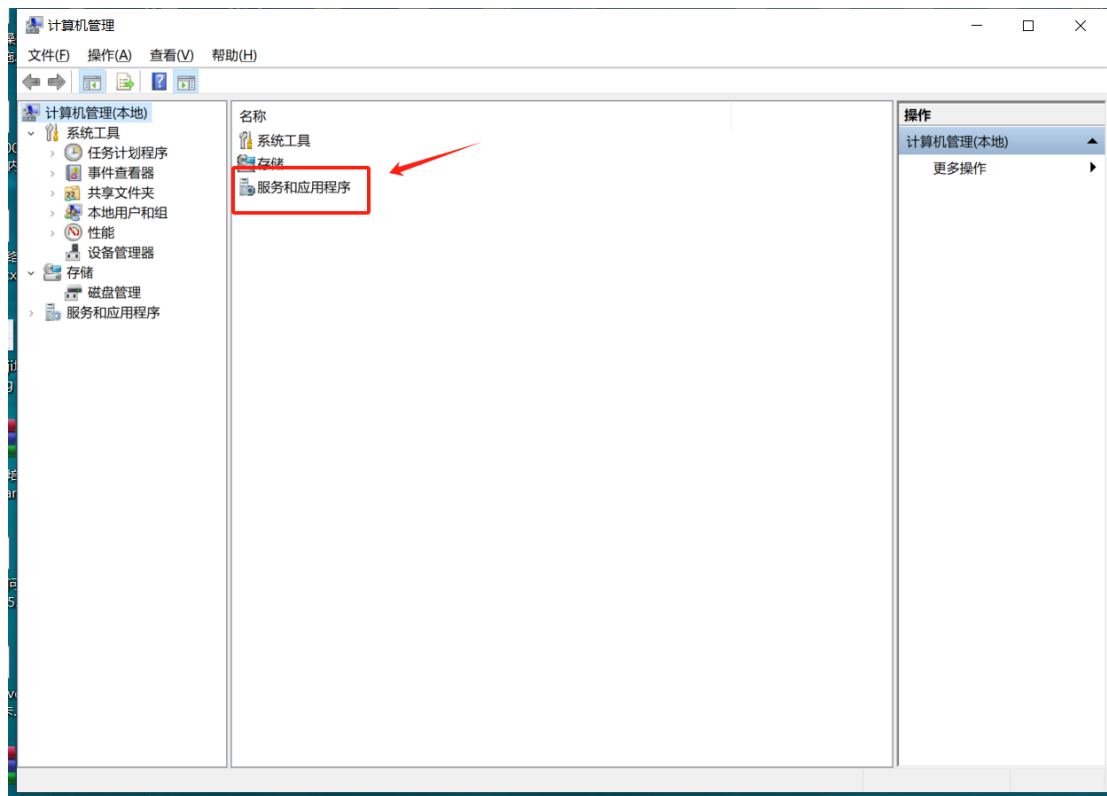 计算机管理
文件(F) 操作(A) 查看(V) 帮助(H)
计算机管理(本地)
系统工具
任务计划程序
事件查看器
共享文件夹
本地用户和组
性能
设备管理器
存储
磁盘管理
服务和应用程序
名称
系统工具
存储
服务和应用程序
操作
计算机管理(本地)
更多操作